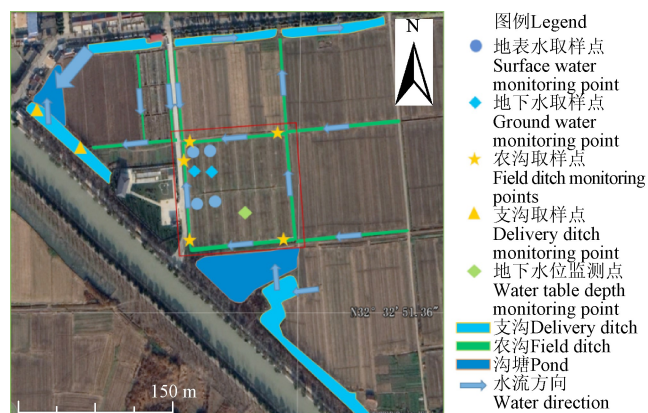 N
N32° 32′ 51.36″
150 m
图例Legend
地表水取样点
Surface water
monitoring point
地下水取样点
Ground water
monitoring point
农沟取样点
Field ditch monitoring
points
支沟取样点
Delivery ditch
monitoring point
地下水位监测点
Water table depth
monitoring point
支沟Delivery ditch
农沟Field ditch
沟塘Pond
水流方向
Water direction